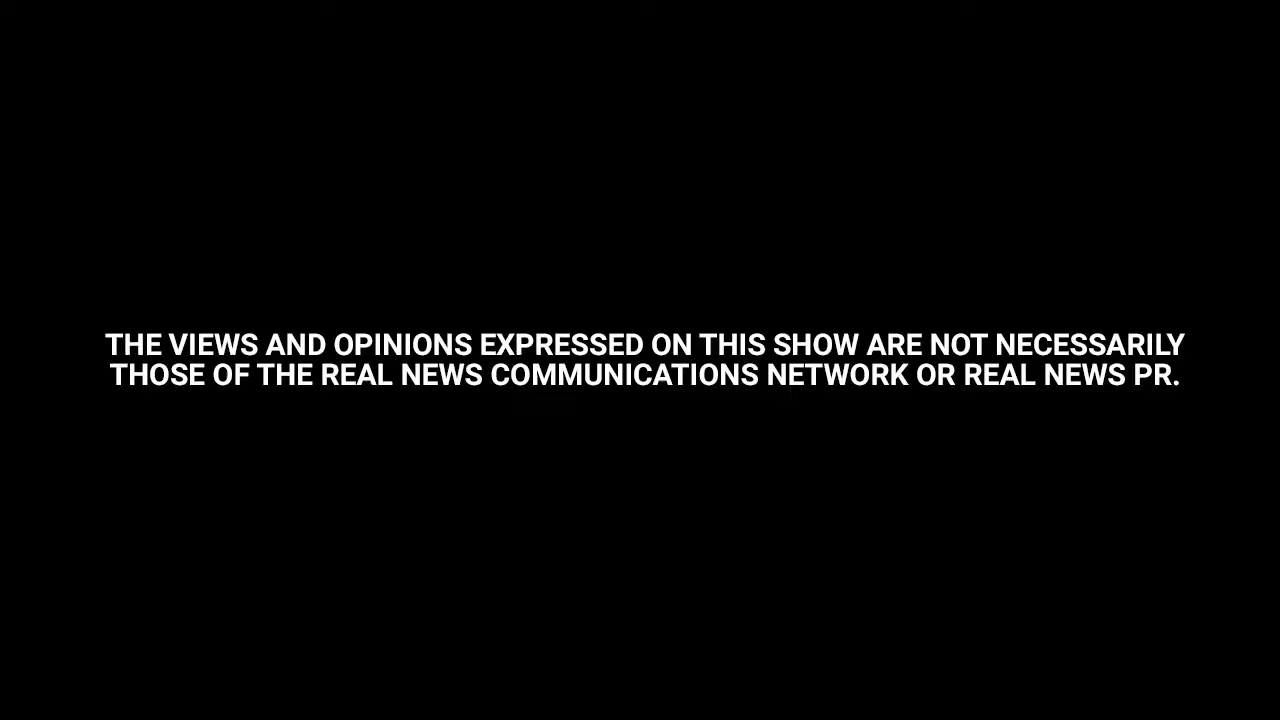 THE VIEWS AND OPINIONS EXPRESSED ON THIS SHOW ARE NOT NECESSARILY
THOSE OF THE REAL NEWS COMMUNICATIONS NETWORK OR REAL NEWS PR.